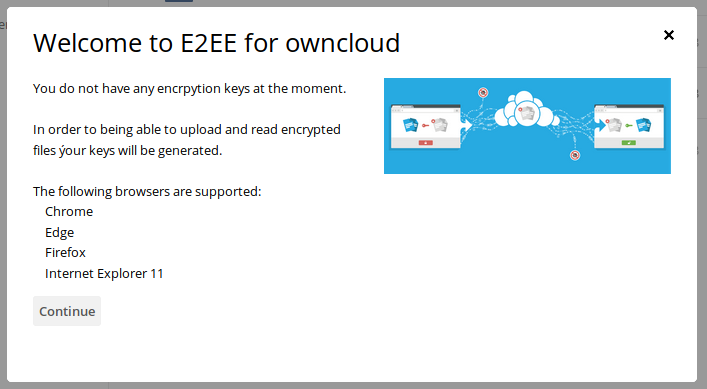 Welcome to E2EE for owncloud
You do not have any encrpytion keys at the moment.
In order to being able to upload and read encrypted
files ýour keys will be generated.
The following browsers are supported:
Chrome
Edge
Firefox
Internet Explorer 11
Continue